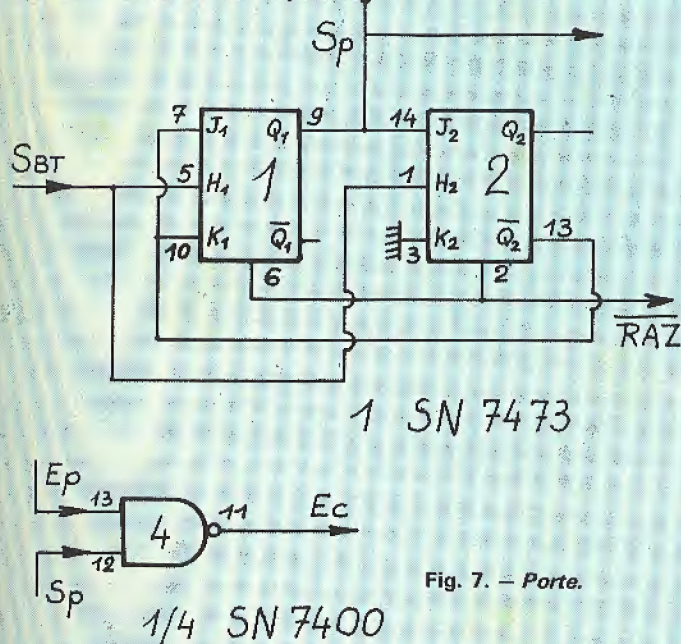 Sp
7 J₁ Q₁ 9 14 J₂ Q₂
SBT 5 H₁ 1 1 H₂ 2
10 K₁ Q̅₁ 3 K₂ Q̅₂ 13
6 2
R̅A̅Z̅
1 SN 7473
Ep
13 4 11 Ec
12
Sp
Fig. 7. — Porte.
1/4 SN 7400